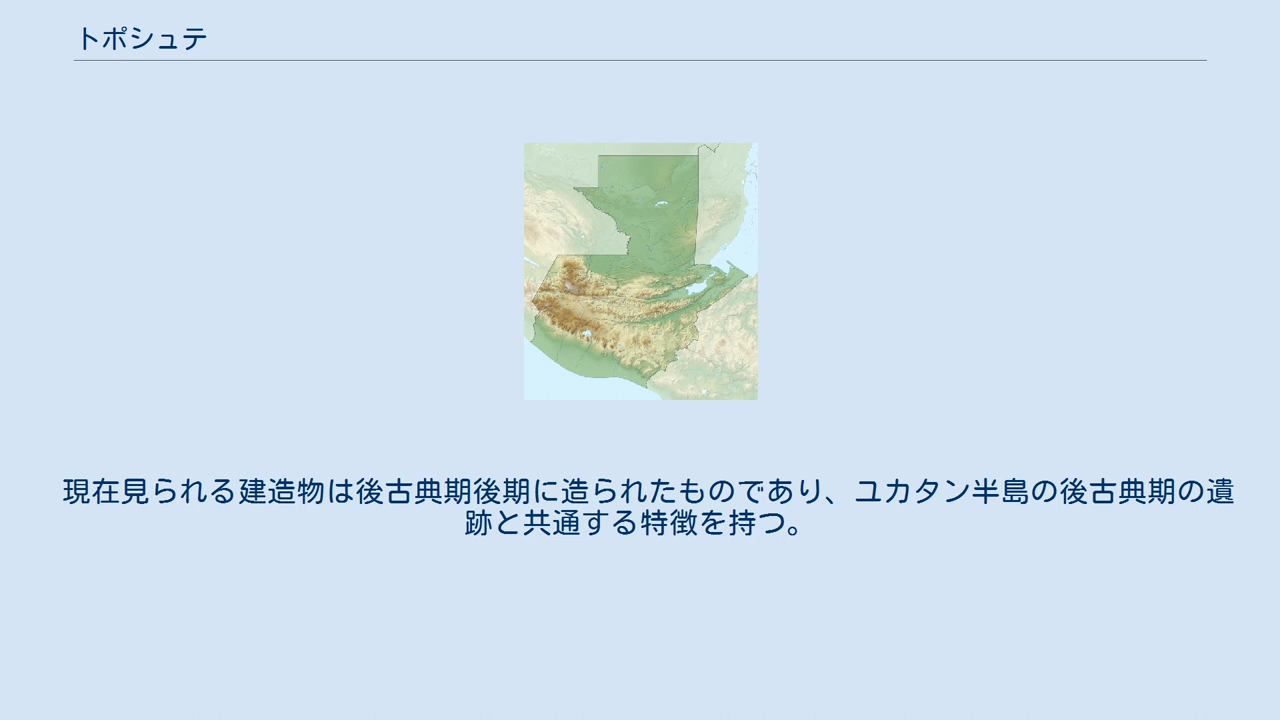 トポシュテ
現在見られる建造物は後古典期後期に造られたものであり、ユカタン半島の後古典期の遺
跡と共通する特徴を持つ。